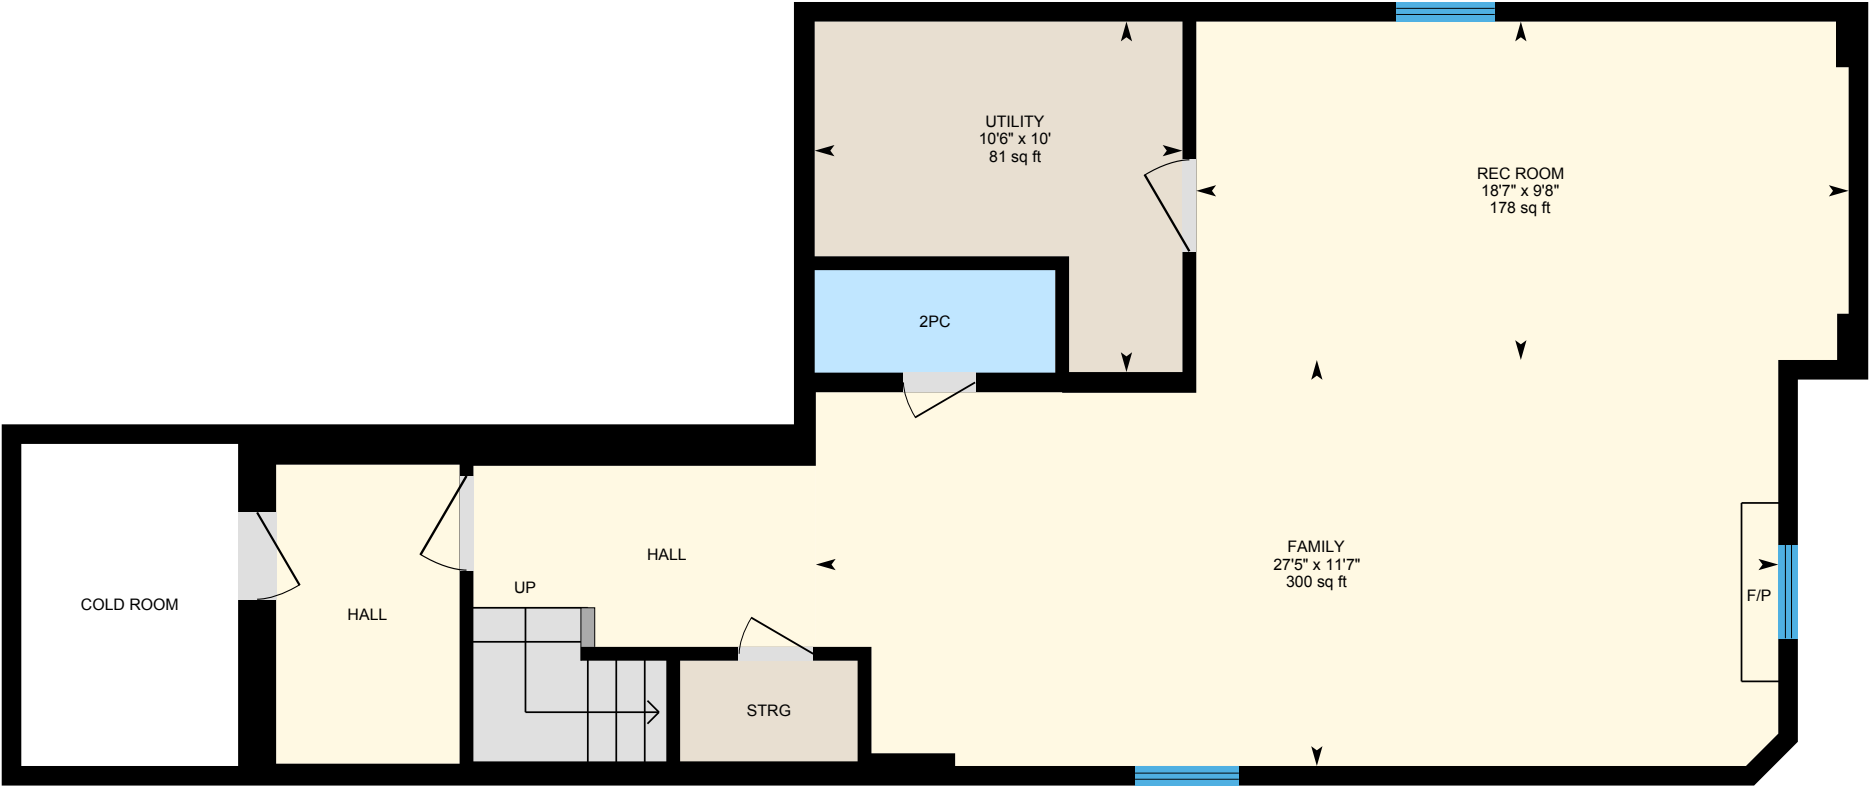 UTILITY
10'6" x 10'
81 sq ft
REC ROOM
18'7" x 9'8"
178 sq ft
2PC
HALL
FAMILY
27'5" x 11'7"
300 sq ft
UP
F/P
COLD ROOM
HALL
STRG